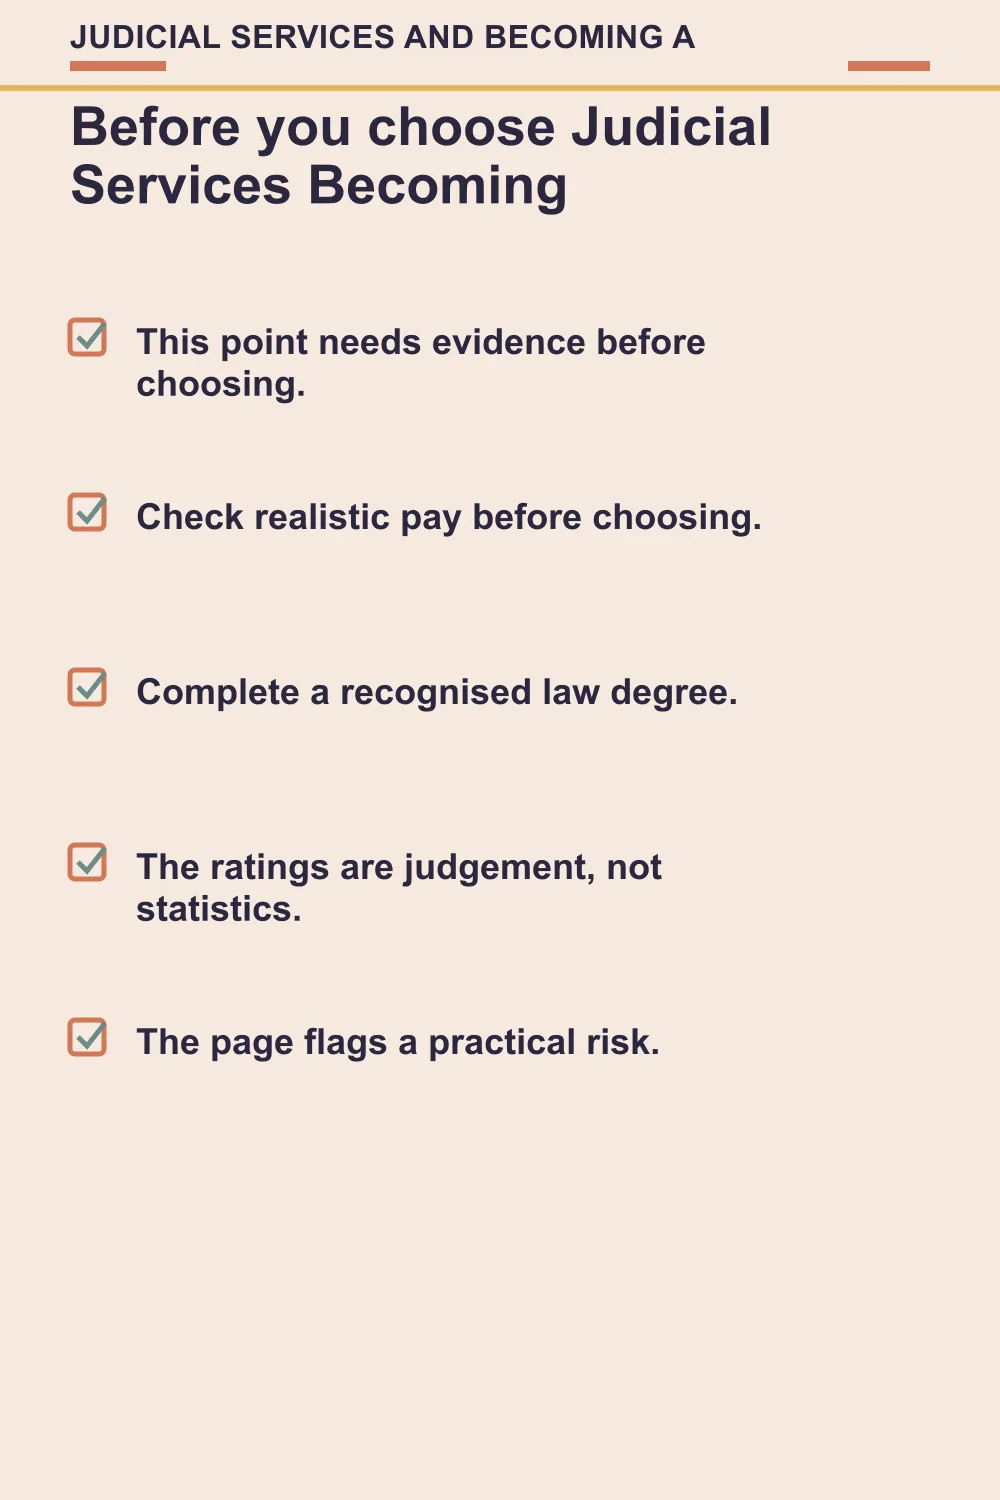 JUDICIAL SERVICES AND BECOMING A
Before you choose Judicial
Services Becoming
This point needs evidence before
choosing.
Check realistic pay before choosing.
Complete a recognised law degree.
The ratings are judgement, not
statistics.
The page flags a practical risk.